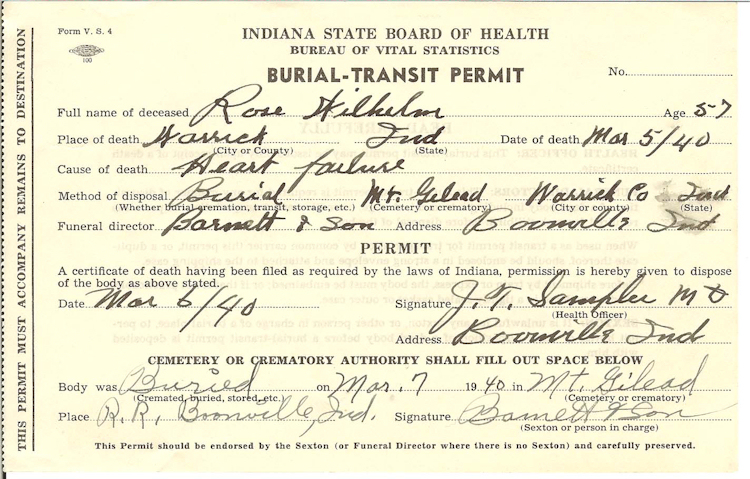 Form V. S. 4
100
INDIANA STATE BOARD OF HEALTH
BUREAU OF VITAL STATISTICS
BURIAL-TRANSIT PERMIT
No.
Full name of deceased Rose Wilhelm Age 57
Place of death Warrick Ind Date of death Mar 5/40
(City or County) (State)
Cause of death Heart failure
Method of disposal Burial Mt. Gilead Warrick Co Ind
(Whether burial, cremation, transit, storage, etc.) (Cemetery or crematory) (City or county) (State)
Funeral director Barnett & Son Address Boonville Ind
PERMIT
A certificate of death having been filed as required by the laws of Indiana, permission is hereby given to dispose
of the body as above stated.
Date Mar 6/40 Signature J. T. Sampler M D
(Health Officer)
Address Boonville Ind
CEMETERY OR CREMATORY AUTHORITY SHALL FILL OUT SPACE BELOW
Body was Buried on Mar. 7 1940 in Mt. Gilead
(Cremated, buried, stored, etc.) (Cemetery or crematory)
Place R. R. Boonville, Ind. Signature Barnett & Son
(Sexton or person in charge)
This Permit should be endorsed by the Sexton (or Funeral Director where there is no Sexton) and carefully preserved.
THIS PERMIT MUST ACCOMPANY REMAINS TO DESTINATION